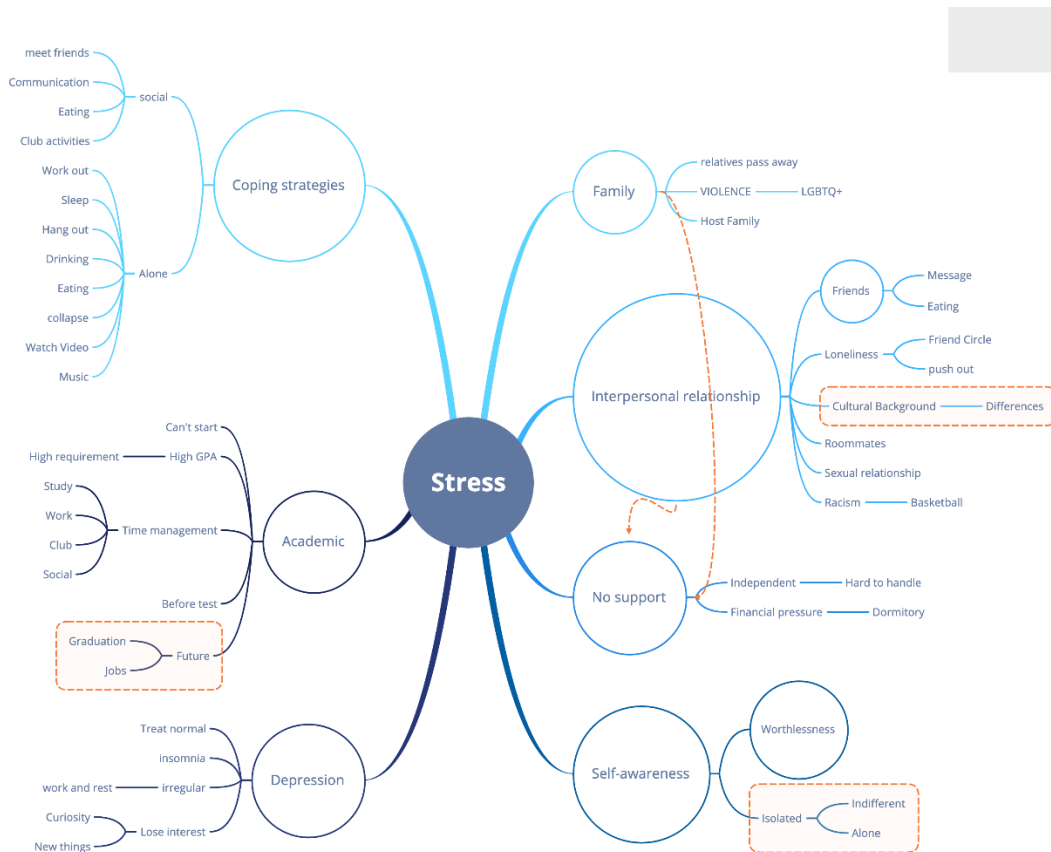 Stress
Coping strategies
social
meet friends
Communication
Eating
Club activities
Alone
Work out
Sleep
Hang out
Drinking
Eating
collapse
Watch Video
Music
Academic
Can't start
High GPA
High requirement
Time management
Study
Work
Club
Social
Before test
Future
Graduation
Jobs
Depression
Treat normal
insomnia
irregular
work and rest
Lose interest
Curiosity
New things
Family
relatives pass away
VIOLENCE
LGBTQ+
Host Family
Interpersonal relationship
Friends
Message
Eating
Loneliness
Friend Circle
push out
Cultural Background
Differences
Roommates
Sexual relationship
Racism
Basketball
No support
Independent
Hard to handle
Financial pressure
Dormitory
Self-awareness
Worthlessness
Isolated
Indifferent
Alone